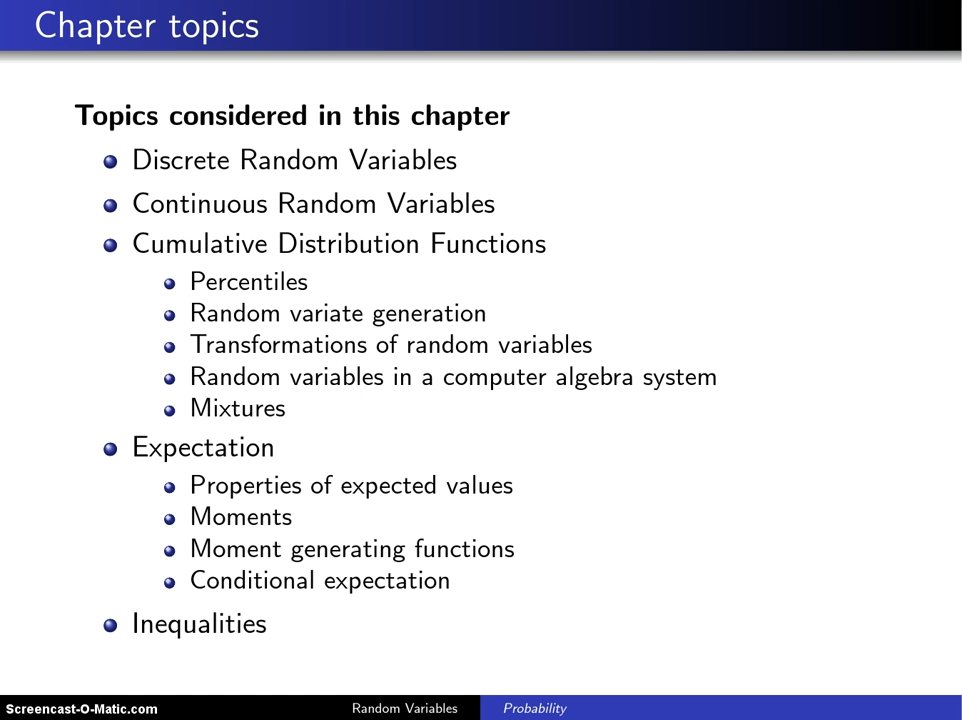 Chapter topics
Topics considered in this chapter
Discrete Random Variables
Continuous Random Variables
Cumulative Distribution Functions
Percentiles
Random variate generation
Transformations of random variables
Random variables in a computer algebra system
Mixtures
Expectation
Properties of expected values
Moments
Moment generating functions
Conditional expectation
Inequalities
Screencast-O-Matic.com Random Variables Probability